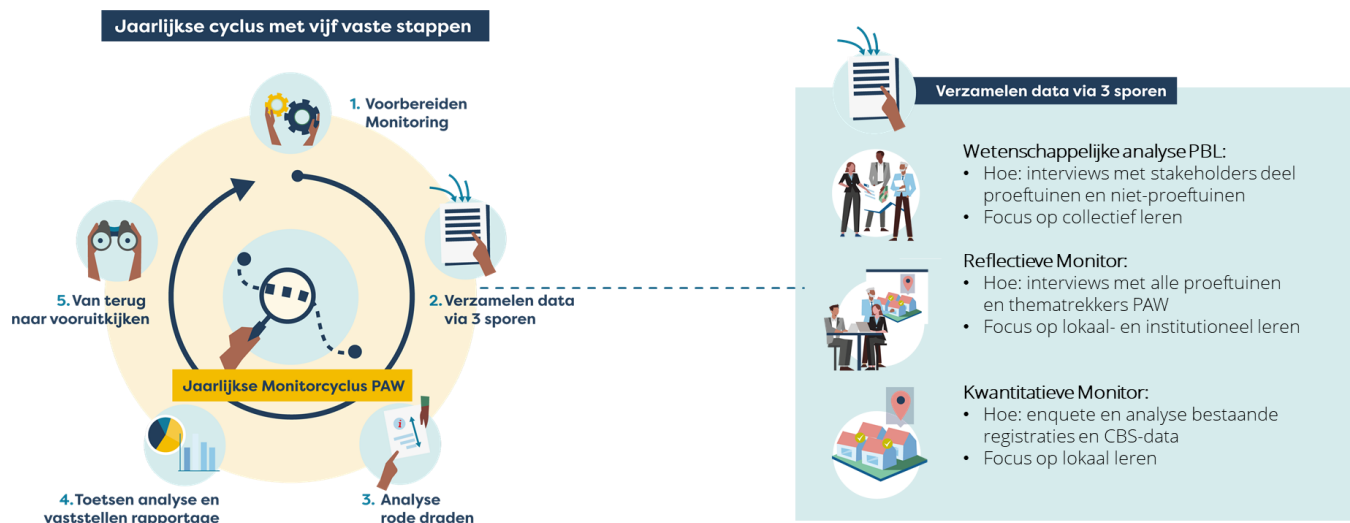 Jaarlijkse cyclus met vijf vaste stappen
1. Voorbereiden
Monitoring
2. Verzamelen data
via 3 sporen
3. Analyse
rode draden
4. Toetsen analyse en
vaststellen rapportage
5. Van terug
naar vooruitkijken
Jaarlijkse Monitorcyclus PAW
Verzamelen data via 3 sporen
Wetenschappelijke analyse PBL:
• Hoe: interviews met stakeholders deel
proeftuinen en niet-proeftuinen
• Focus op collectief leren
Reflectieve Monitor:
• Hoe: interviews met alle proeftuinen
en thematrekkers PAW
• Focus op lokaal- en institutioneel leren
Kwantitatieve Monitor:
• Hoe: enquete en analyse bestaande
registraties en CBS-data
• Focus op lokaal leren